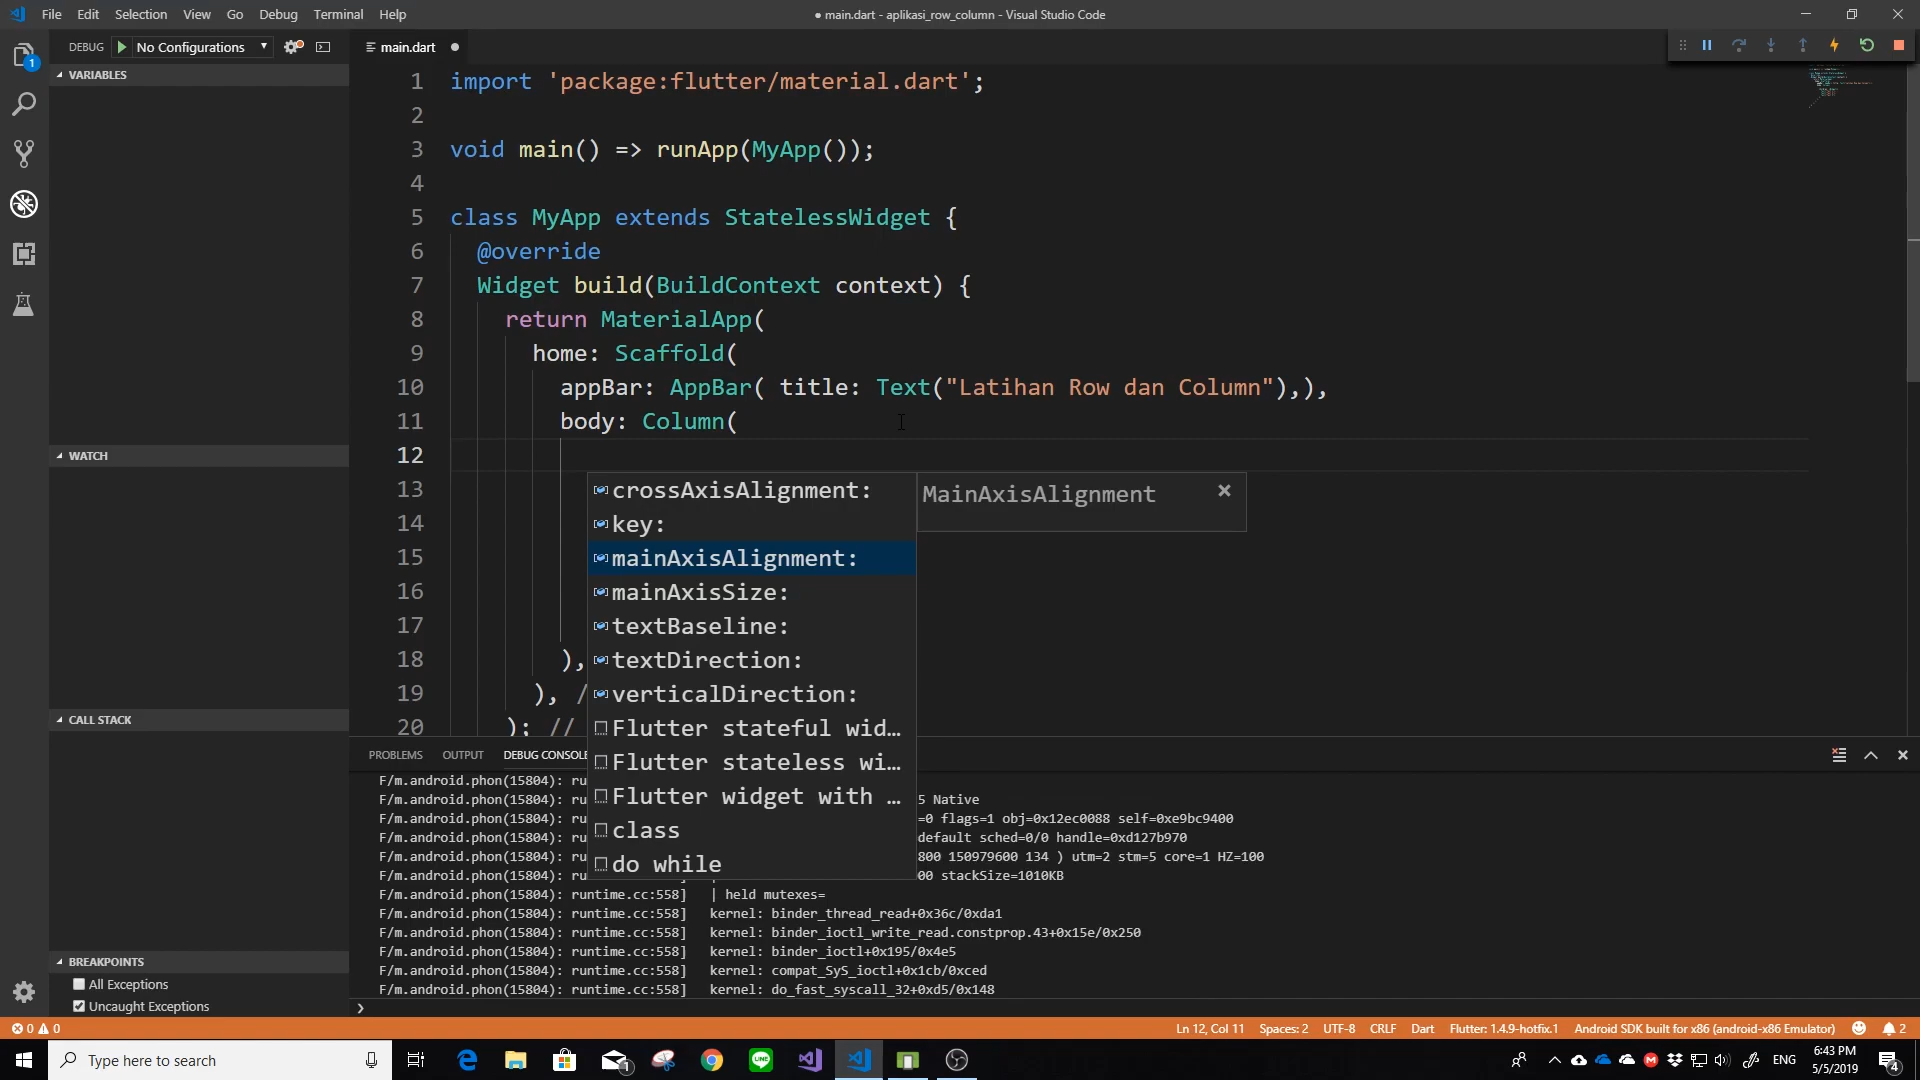 File Edit Selection View Go Debug Terminal Help
● main.dart - aplikasi_row_column - Visual Studio Code
1
DEBUG No Configurations
main.dart
VARIABLES
WATCH
CALL STACK
BREAKPOINTS
All Exceptions
Uncaught Exceptions
1 import 'package:flutter/material.dart';
2
3 void main() => runApp(MyApp());
4
5 class MyApp extends StatelessWidget {
6 @override
7 Widget build(BuildContext context) {
8 return MaterialApp(
9 home: Scaffold(
10 appBar: AppBar( title: Text("Latihan Row dan Column"),),
11 body: Column(
12
13
14
15
16
17
18 ),
19 ), /
20 ); //
crossAxisAlignment:
key:
mainAxisAlignment:
mainAxisSize:
textBaseline:
textDirection:
verticalDirection:
Flutter stateful wid…
Flutter stateless wi…
Flutter widget with …
class
do while
MainAxisAlignment
PROBLEMS OUTPUT DEBUG CONSOLE
F/m.android.phon(15804): ru
F/m.android.phon(15804): ru 5 Native
F/m.android.phon(15804): ru =0 flags=1 obj=0x12ec0088 self=0xe9bc9400
F/m.android.phon(15804): ru default sched=0/0 handle=0xd127b970
F/m.android.phon(15804): ru 800 150979600 134 ) utm=2 stm=5 core=1 HZ=100
F/m.android.phon(15804): runtime.cc:558] 00 stackSize=1010KB
F/m.android.phon(15804): runtime.cc:558] | held mutexes=
F/m.android.phon(15804): runtime.cc:558] kernel: binder_thread_read+0x36c/0xda1
F/m.android.phon(15804): runtime.cc:558] kernel: binder_ioctl_write_read.constprop.43+0x15e/0x250
F/m.android.phon(15804): runtime.cc:558] kernel: binder_ioctl+0x195/0x4e5
F/m.android.phon(15804): runtime.cc:558] kernel: compat_SyS_ioctl+0x1cb/0xced
F/m.android.phon(15804): runtime.cc:558] kernel: do_fast_syscall_32+0xd5/0x148
0 0 Ln 12, Col 11 Spaces: 2 UTF-8 CRLF Dart Flutter: 1.4.9-hotfix.1 Android SDK built for x86 (android-x86 Emulator) 2
Type here to search
1
LINE
ENG
6:43 PM
5/5/2019
4